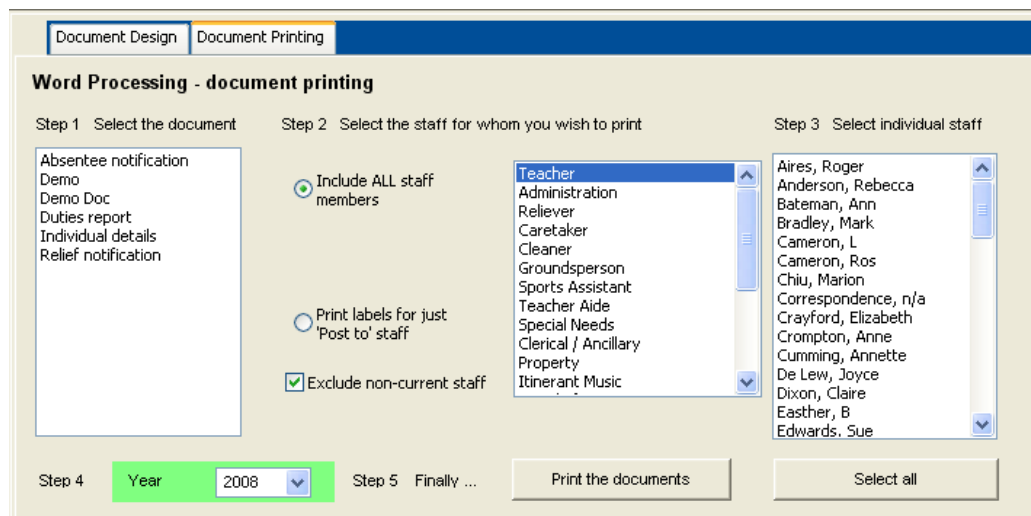 Document Design
Document Printing
Word Processing - document printing
Step 1 Select the document
Step 2 Select the staff for whom you wish to print
Step 3 Select individual staff
Absentee notification
Demo
Demo Doc
Duties report
Individual details
Relief notification
Include ALL staff
members
Print labels for just
'Post to' staff
Exclude non-current staff
Teacher
Administration
Reliever
Caretaker
Cleaner
Groundsperson
Sports Assistant
Teacher Aide
Special Needs
Clerical / Ancillary
Property
Itinerant Music
Aires, Roger
Anderson, Rebecca
Bateman, Ann
Bradley, Mark
Cameron, L
Cameron, Ros
Chiu, Marion
Correspondence, n/a
Crayford, Elizabeth
Crompton, Anne
Cumming, Annette
De Lew, Joyce
Dixon, Claire
Easther, B
Edwards, Sue
Step 4 Year 2008
Step 5 Finally ...
Print the documents
Select all